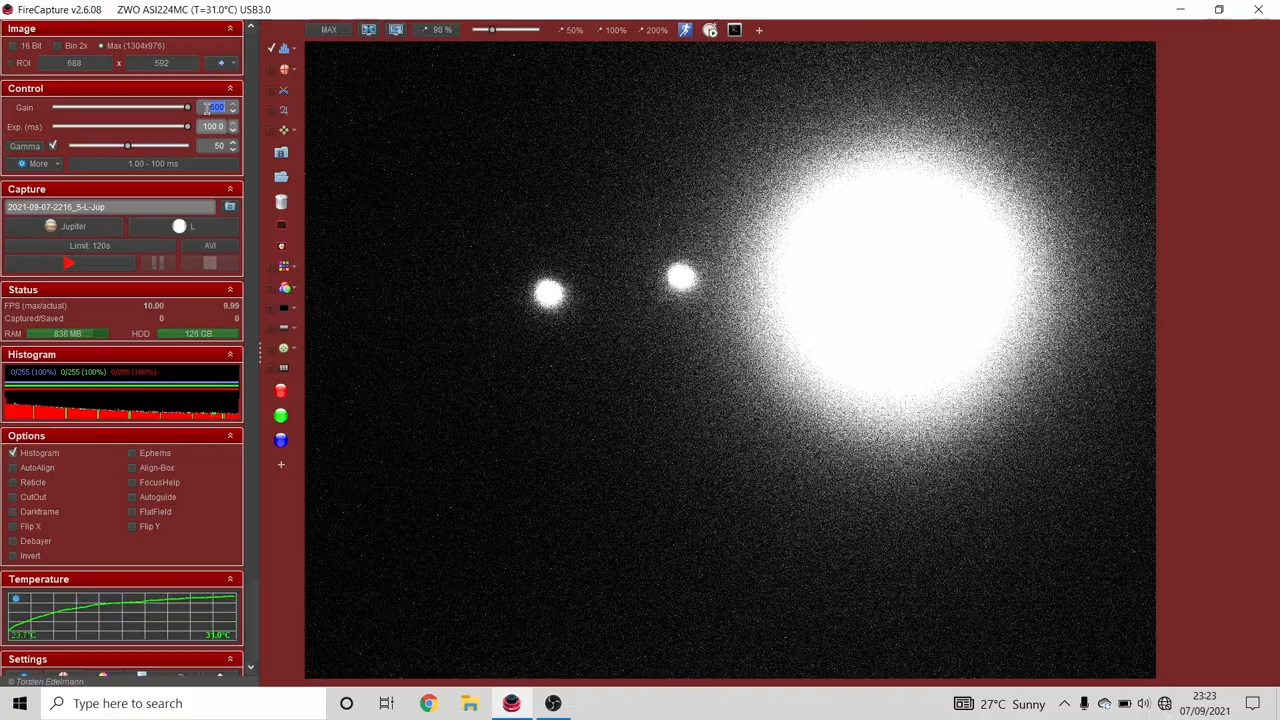 FireCapture v2.6.08 ZWO ASI224MC (T=31.0°C) USB3.0
Image
16 Bit Bin 2x Max (1304x976)
ROI 688 x 592
Control
Gain 600
Exp. (ms) 100.0
Gamma 50
More 1.00 - 100 ms
Capture
2021-09-07-2216_5-L-Jup
Jupiter L
Limit: 120s AVI
Status
FPS (max/actual) 10.00 9.99
Captured/Saved 0 0
RAM 836 MB HDD 126 GB
Histogram
0/255 (100%) 0/255 (100%) 0/255 (100%)
Options
Histogram Ephems
AutoAlign Align-Box
Reticle FocusHelp
CutOut Autoguide
Darkframe FlatField
Flip X Flip Y
Debayer
Invert
Temperature
23.7°C 31.0°C
Settings
© Torsten Edelmann
MAX 98 % 50% 100% 200%
Type here to search
27°C Sunny
23:23
07/09/2021